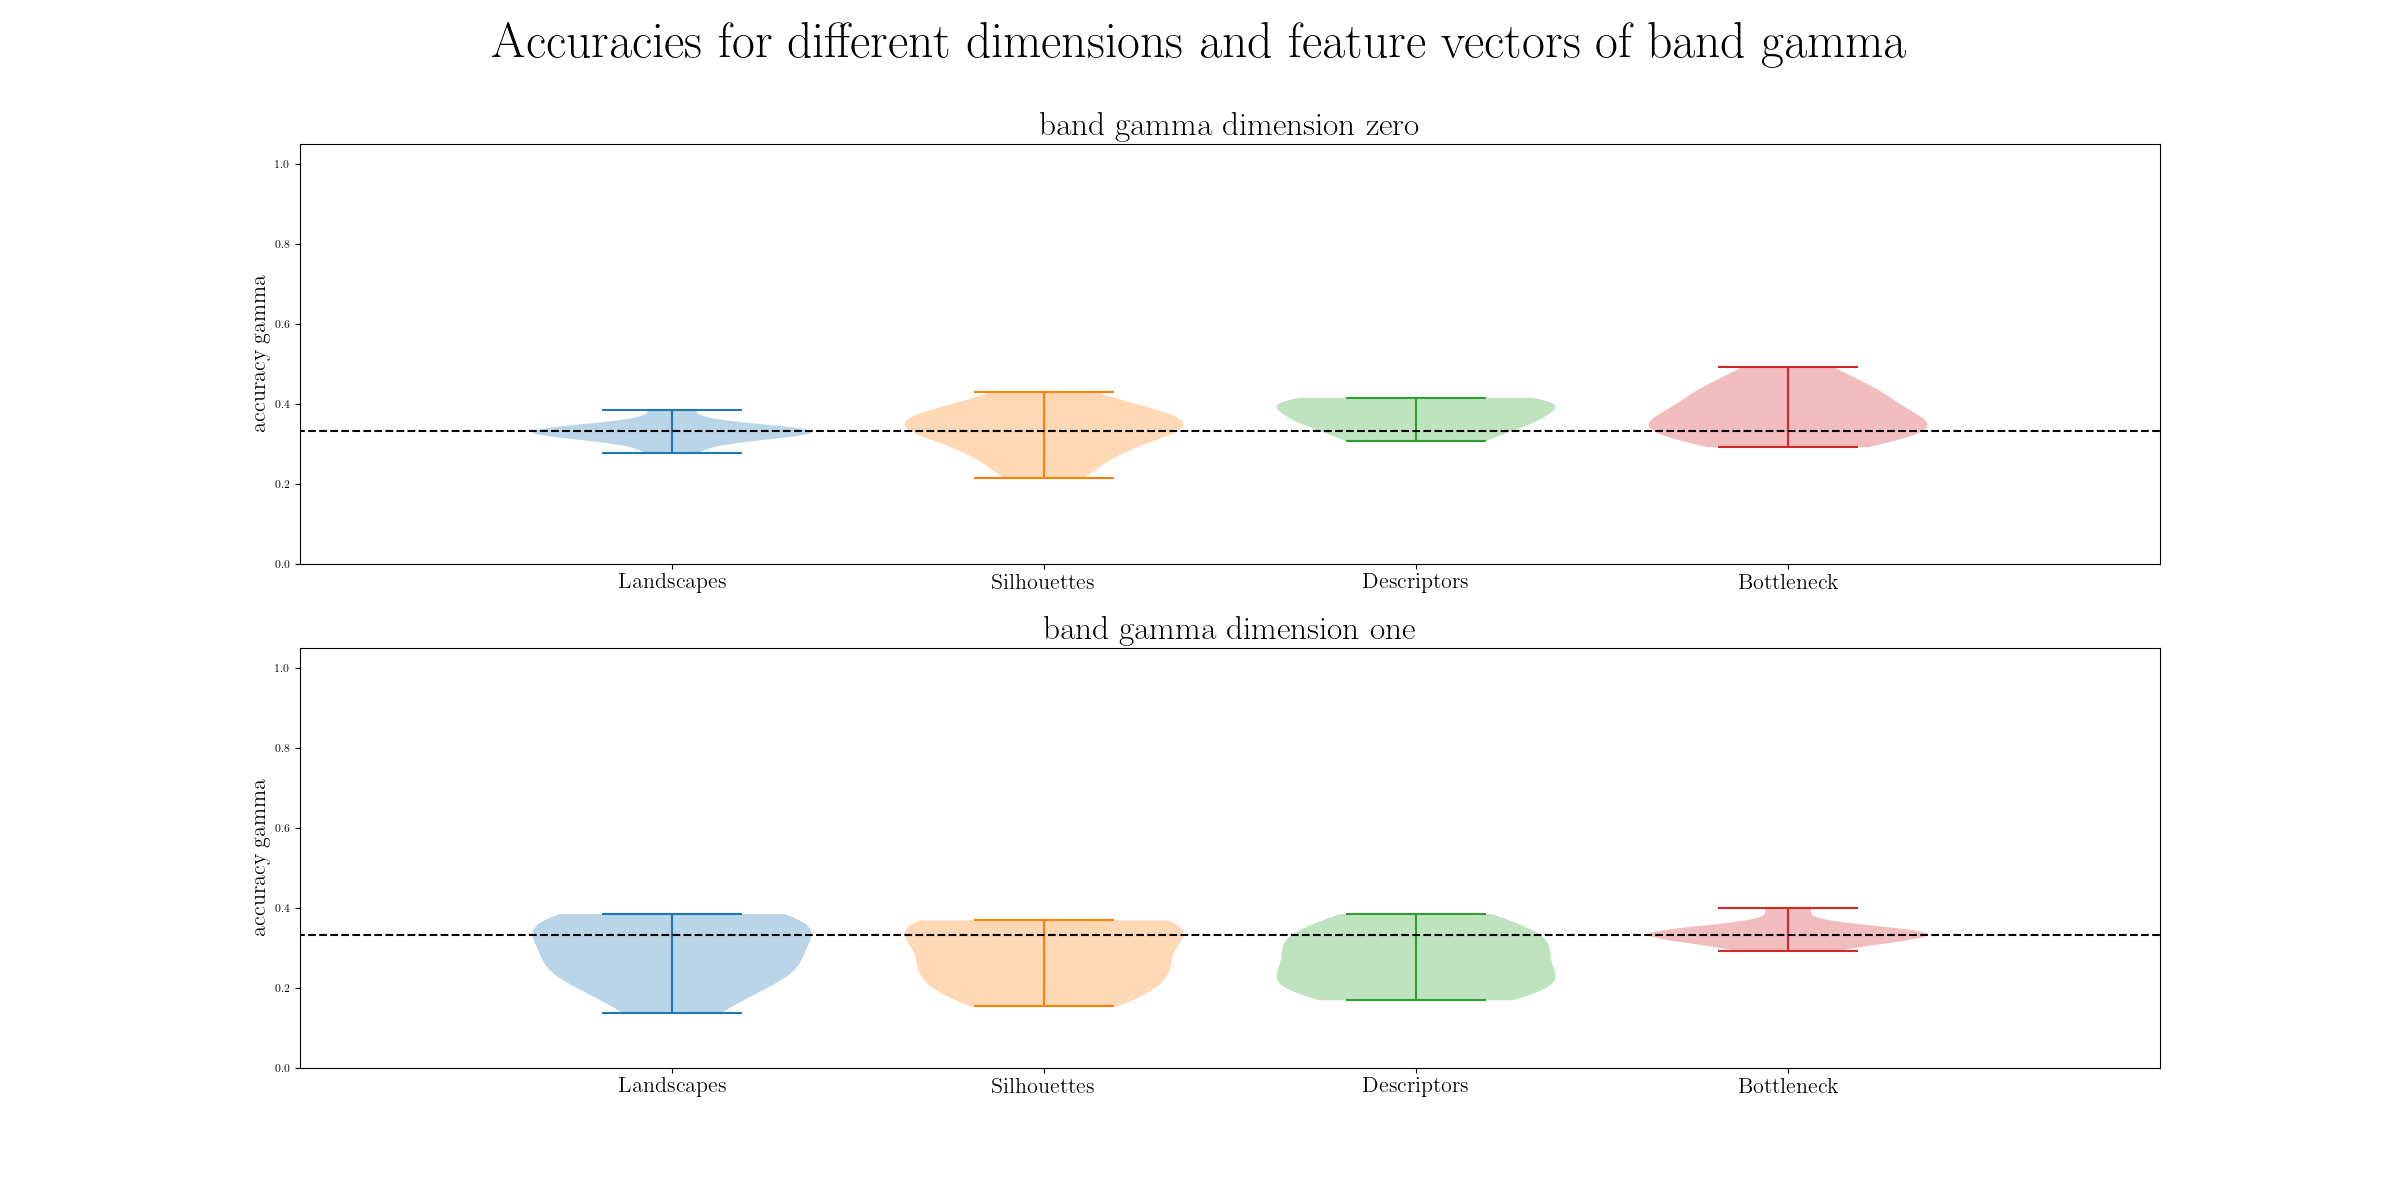 Accuracies for different dimensions and feature vectors of band gamma
band gamma dimension zero
1.0
0.8
0.6
0.4
0.2
0.0
accuracy gamma
Landscapes Silhouettes Descriptors Bottleneck
band gamma dimension one
1.0
0.8
0.6
0.4
0.2
0.0
accuracy gamma
Landscapes Silhouettes Descriptors Bottleneck